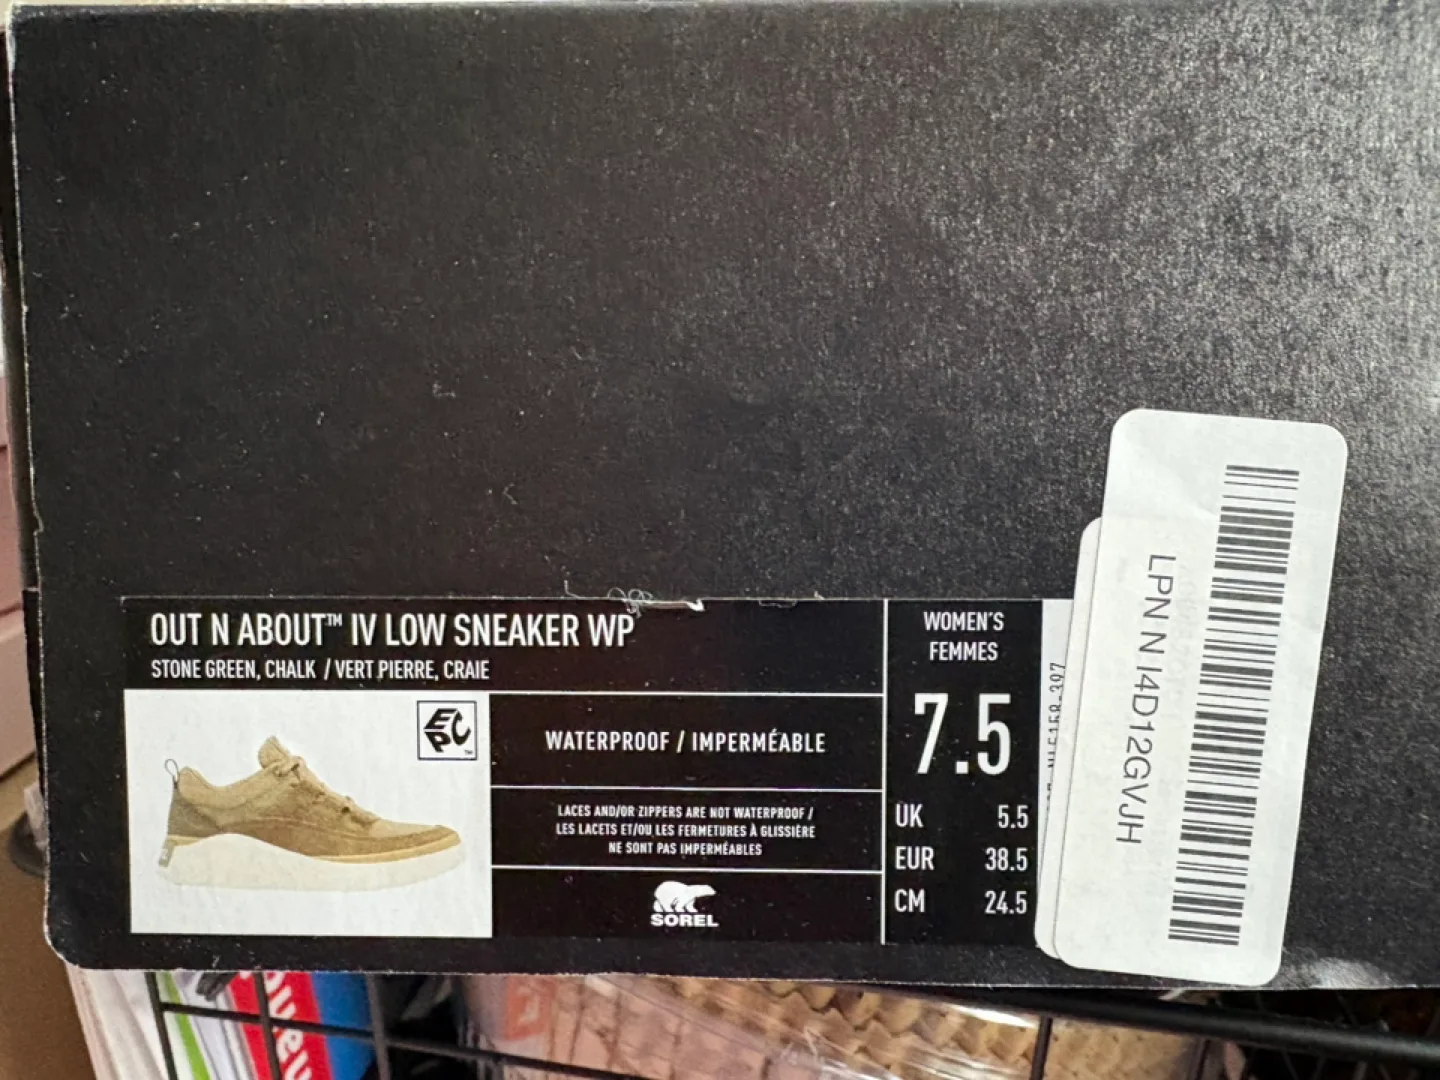 OUT N ABOUT™ IV LOW SNEAKER WP
STONE GREEN, CHALK / VERT PIERRE, CRAIE
EPC™
WATERPROOF / IMPERMÉABLE
LACES AND/OR ZIPPERS ARE NOT WATERPROOF /
LES LACETS ET/OU LES FERMETURES À GLISSIÈRE
NE SONT PAS IMPERMÉABLES
SOREL
WOMEN'S
FEMMES
7.5
UK 5.5
EUR 38.5
CM 24.5
LPN N I4D12GVJH